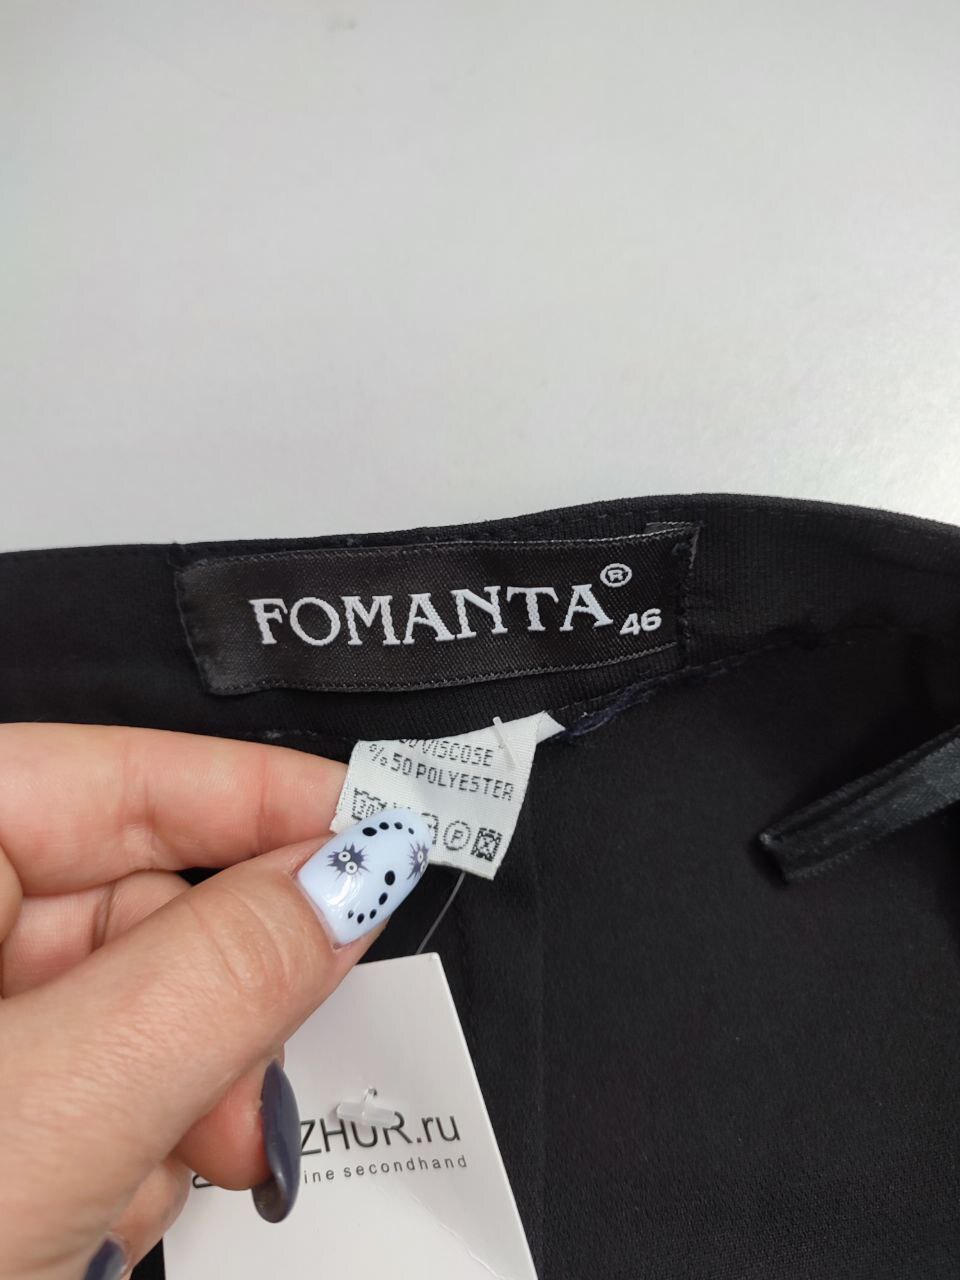 FOMANTA®
46
VISCOSE
%50 POLYESTER
P
ZHUR.ru
ine secondhand